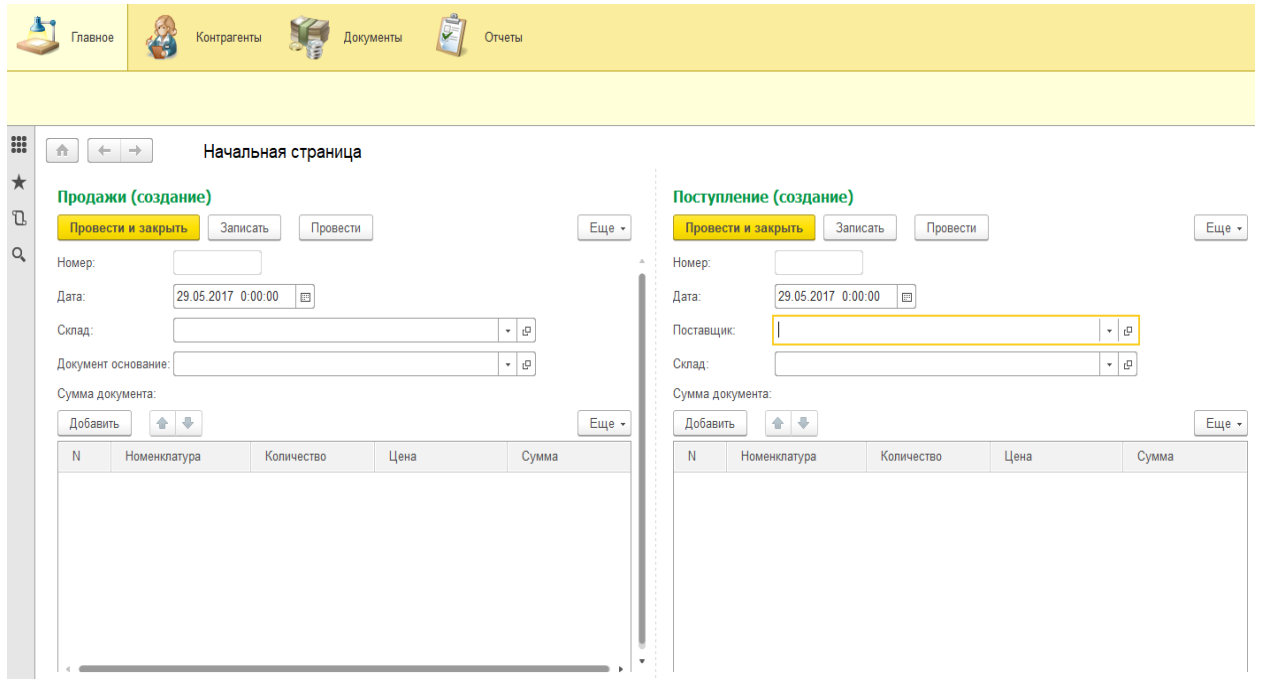 Главное Контрагенты Документы Отчеты
Начальная страница
Продажи (создание)
Провести и закрыть Записать Провести Еще
Номер:
Дата: 29.05.2017 0:00:00
Склад:
Документ основание:
Сумма документа:
Добавить Еще
N Номенклатура Количество Цена Сумма
Поступление (создание)
Провести и закрыть Записать Провести Еще
Номер:
Дата: 29.05.2017 0:00:00
Поставщик:
Склад:
Сумма документа:
Добавить Еще
N Номенклатура Количество Цена Сумма